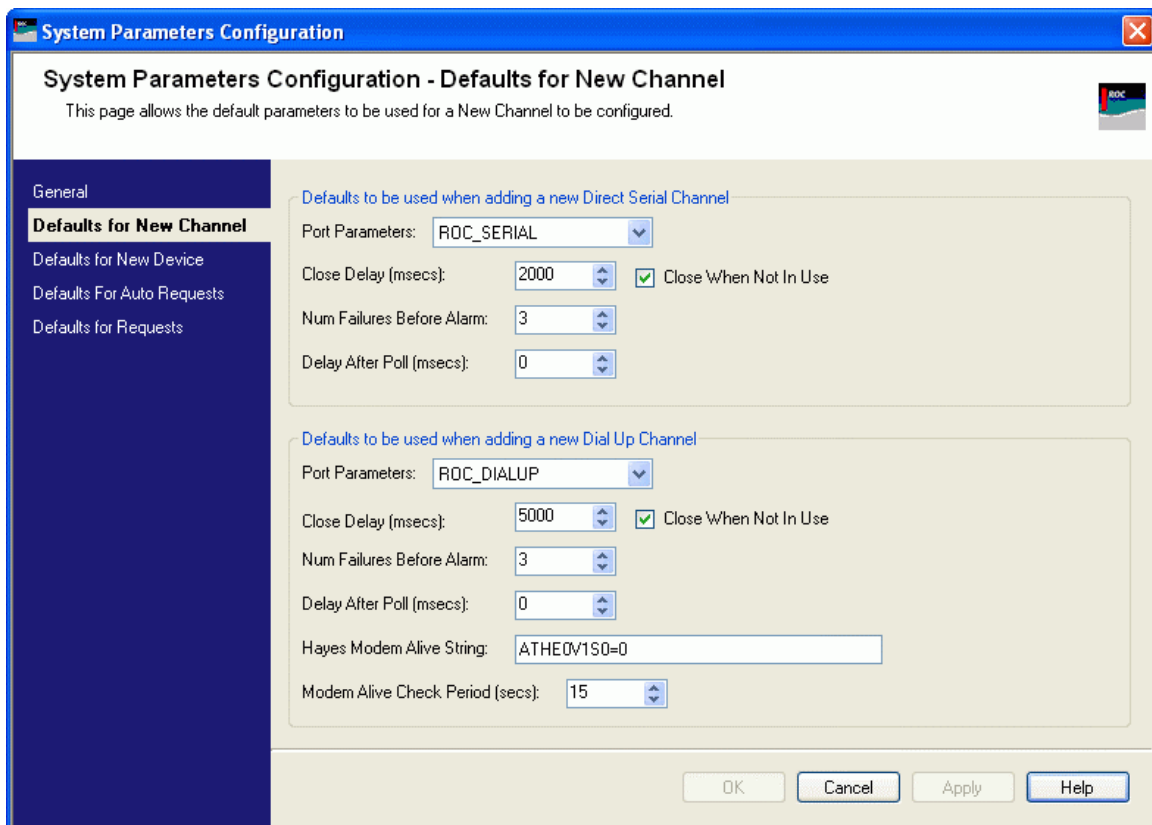 System Parameters Configuration
System Parameters Configuration - Defaults for New Channel
This page allows the default parameters to be used for a New Channel to be configured.
ROC
General
Defaults for New Channel
Defaults for New Device
Defaults For Auto Requests
Defaults for Requests
Defaults to be used when adding a new Direct Serial Channel
Port Parameters: ROC_SERIAL
Close Delay (msecs): 2000 Close When Not In Use
Num Failures Before Alarm: 3
Delay After Poll (msecs): 0
Defaults to be used when adding a new Dial Up Channel
Port Parameters: ROC_DIALUP
Close Delay (msecs): 5000 Close When Not In Use
Num Failures Before Alarm: 3
Delay After Poll (msecs): 0
Hayes Modem Alive String: ATHE0V1S0=0
Modem Alive Check Period (secs): 15
OK Cancel Apply Help